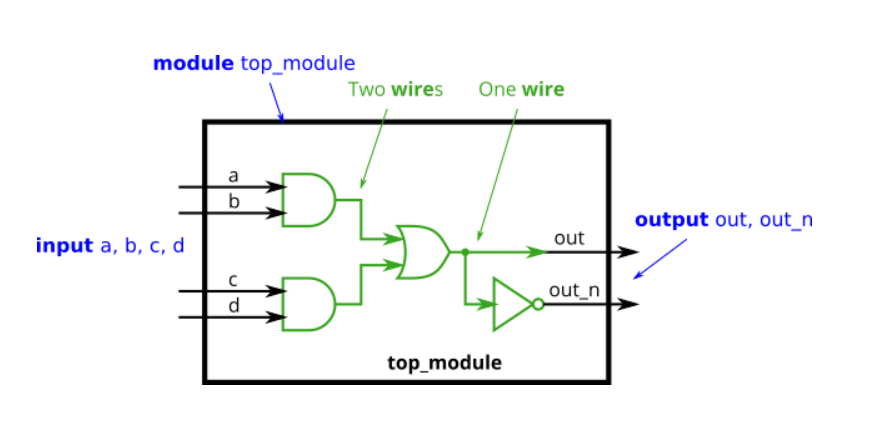 module top_module
Two wires
One wire
a
b
input a, b, c, d
output out, out_n
out
c
d
out_n
top_module